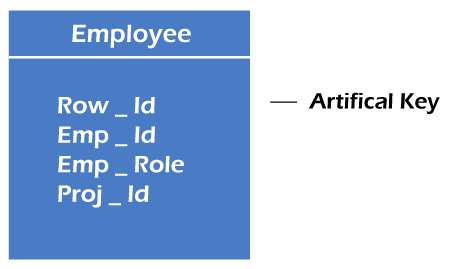 Employee
Row _ Id
Artifical Key
Emp _ Id
Emp _ Role
Proj _ Id